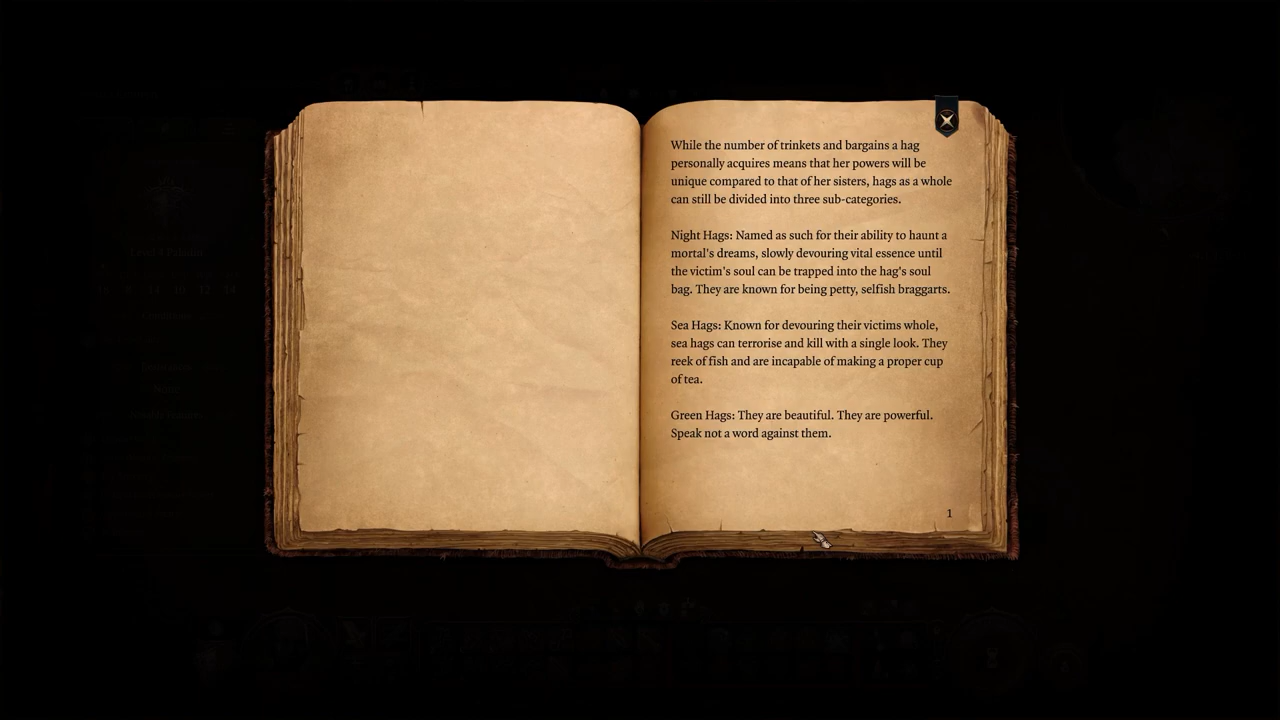 While the number of trinkets and bargains a hag
personally acquires means that her powers will be
unique compared to that of her sisters, hags as a whole
can still be divided into three sub-categories.
Night Hags: Named as such for their ability to haunt a
mortal's dreams, slowly devouring vital essence until
the victim's soul can be trapped into the hag's soul
bag. They are known for being petty, selfish braggarts.
Sea Hags: Known for devouring their victims whole,
sea hags can terrorise and kill with a single look. They
reek of fish and are incapable of making a proper cup
of tea.
Green Hags: They are beautiful. They are powerful.
Speak not a word against them.
1